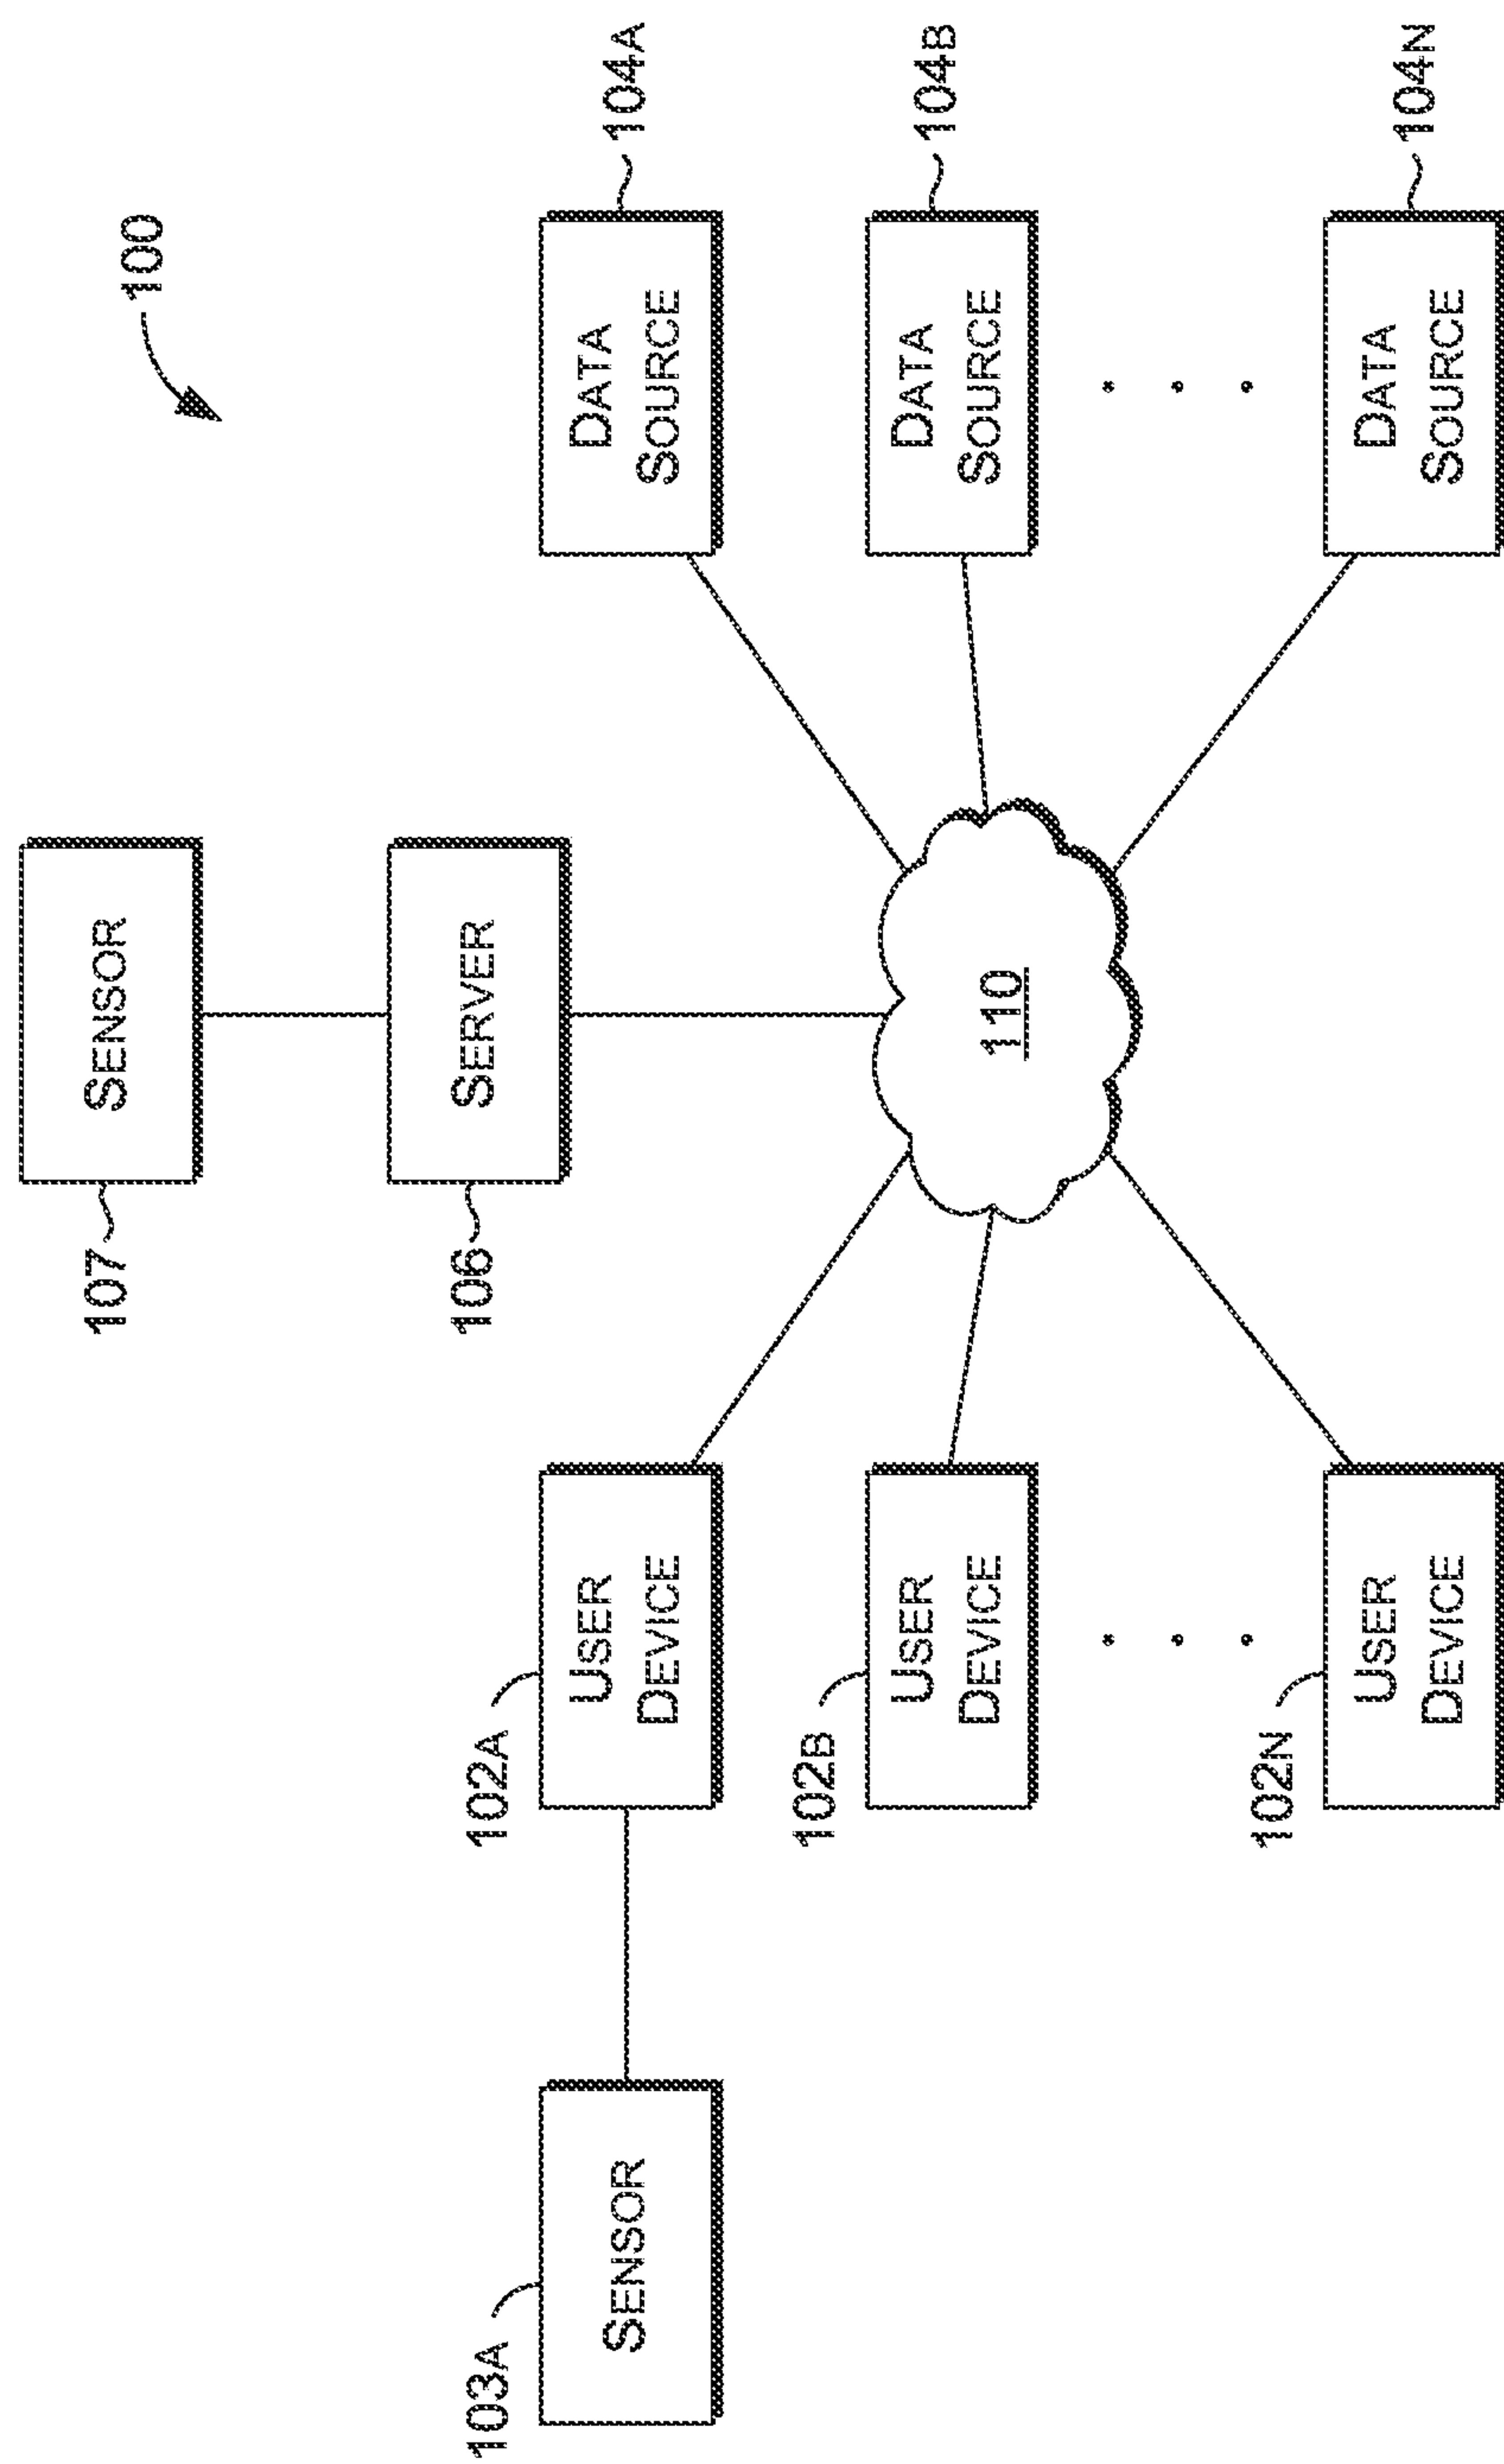 100
107
SENSOR
106
SERVER
103A
SENSOR
102A
USER
DEVICE
DATA
SOURCE
104A
102B
USER
DEVICE
110
DATA
SOURCE
104B
102N
USER
DEVICE
DATA
SOURCE
104N